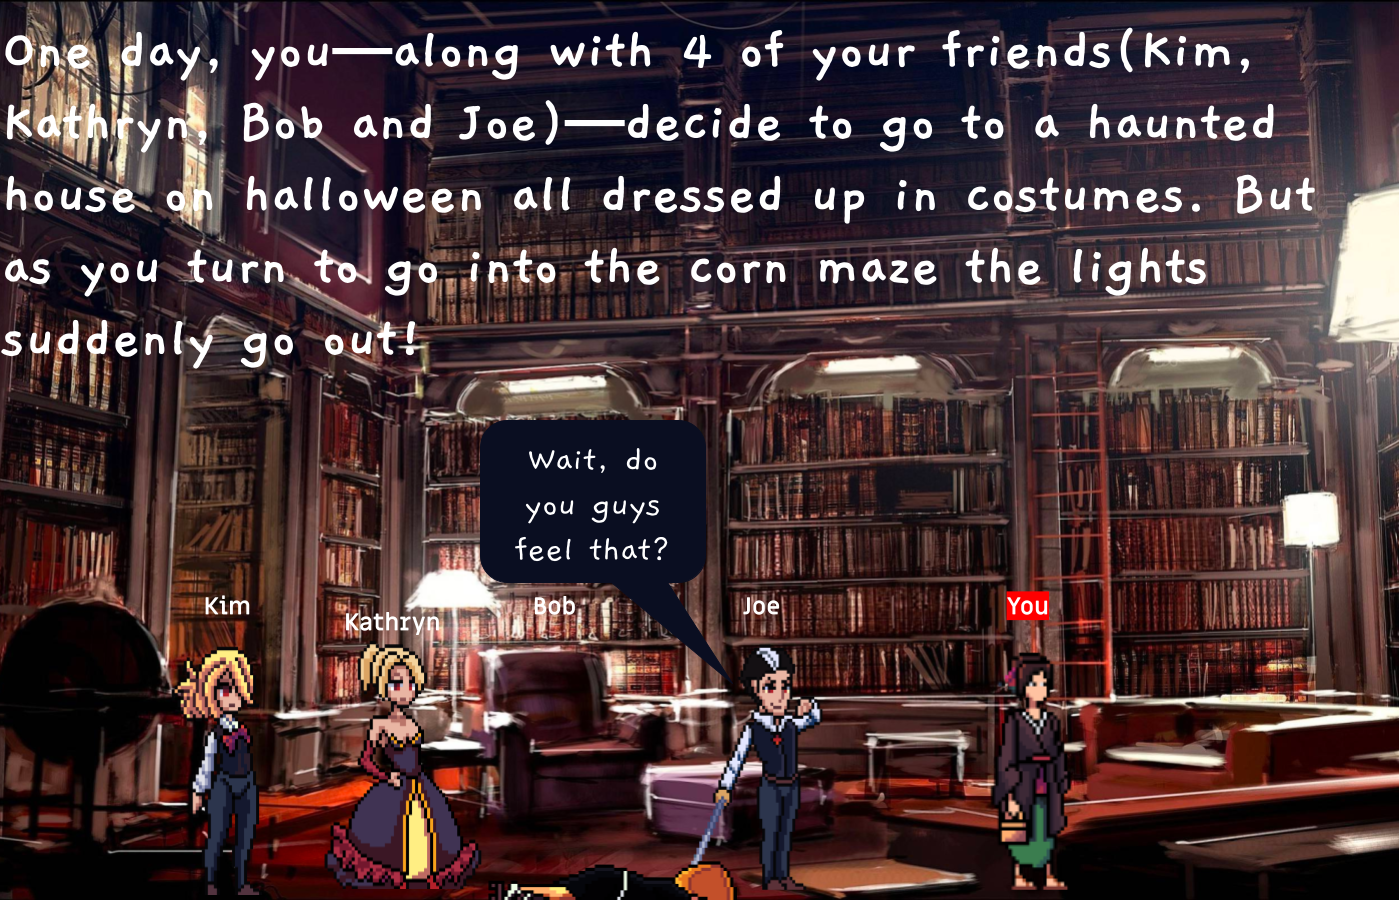 One day, you——along with 4 of your friends(Kim,
Kathryn, Bob and Joe)——decide to go to a haunted
house on halloween all dressed up in costumes. But
as you turn to go into the corn maze the lights
suddenly go out!
Wait, do
you guys
feel that?
Kim
Kathryn
Bob
Joe
You